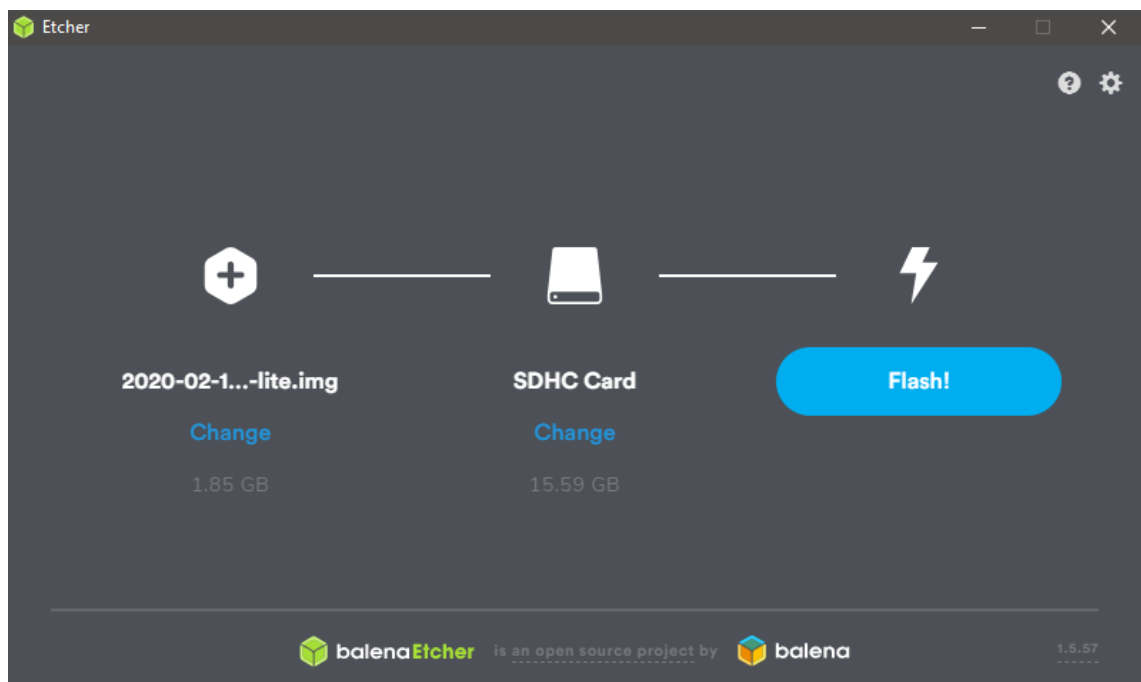 Etcher
2020-02-1...-lite.img
SDHC Card
Flash!
Change
Change
1.85 GB
15.59 GB
balenaEtcher is an open source project by balena
1.5.57